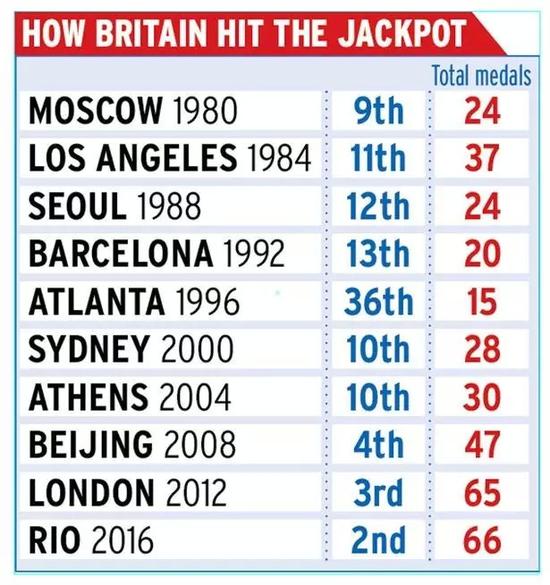 HOW BRITAIN HIT THE JACKPOT
Total medals
MOSCOW 1980 9th 24
LOS ANGELES 1984 11th 37
SEOUL 1988 12th 24
BARCELONA 1992 13th 20
ATLANTA 1996 36th 15
SYDNEY 2000 10th 28
ATHENS 2004 10th 30
BEIJING 2008 4th 47
LONDON 2012 3rd 65
RIO 2016 2nd 66